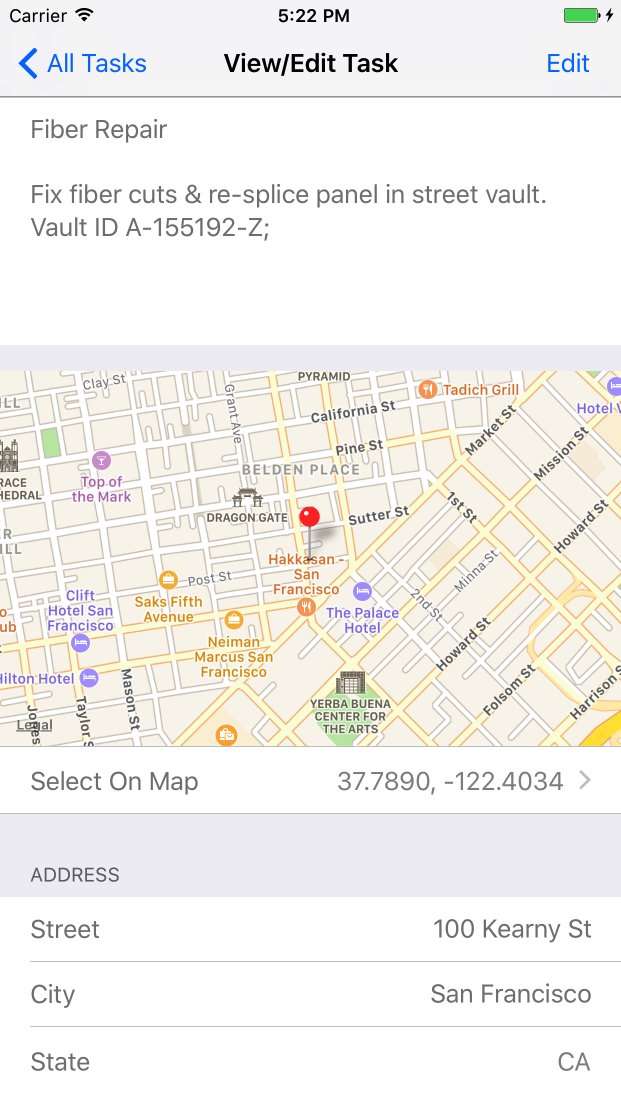 Carrier 5:22 PM
All Tasks View/Edit Task Edit
Fiber Repair
Fix fiber cuts & re-splice panel in street vault.
Vault ID A-155192-Z;
PYRAMID
Clay St
Grant Ave
California St
Tadich Grill
Hotel V
ILL
Pine St
Market St
Mission St
BELDEN PLACE
RACE
HEDRAL
Top of
the Mark
DRAGON GATE
Sutter St
1st St
Howard St
R
ILL
Hakkasan -
San
Francisco
Post St
Minna St
Saks Fifth
Avenue
Clift
Hotel San
Francisco
The Palace
Hotel
2nd St
o
ub
Neiman
Marcus San
Francisco
Howard St
Hilton Hotel
Mason St
Folsom St
Harrison S
YERBA BUENA
CENTER FOR
THE ARTS
Jones
Taylor S
Legal
Select On Map 37.7890, -122.4034
ADDRESS
Street 100 Kearny St
City San Francisco
State CA